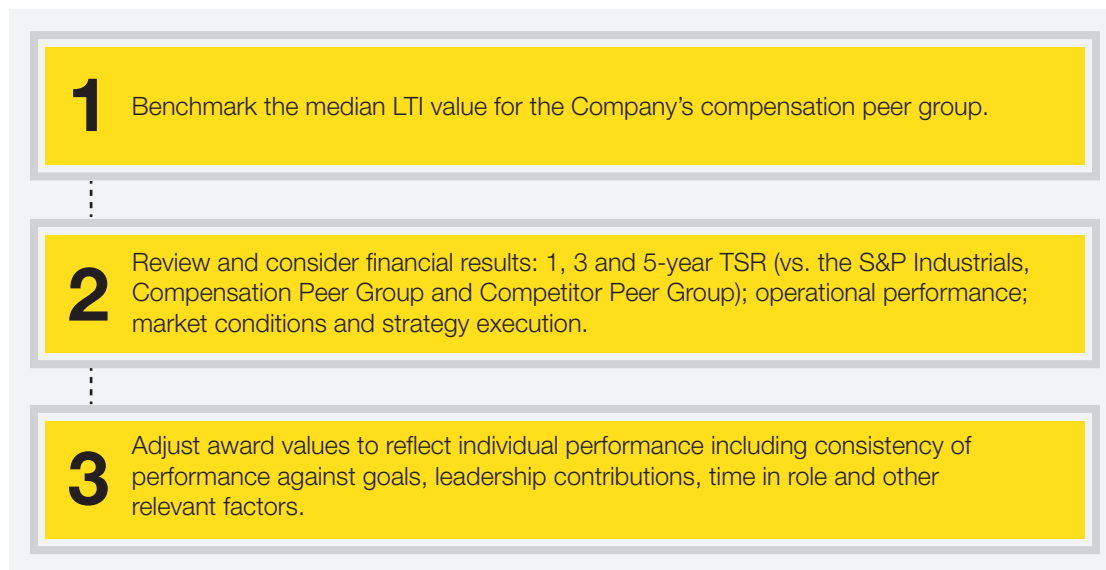 1
Benchmark the median LTI value for the Company’s compensation peer group.
2
Review and consider financial results: 1, 3 and 5-year TSR (vs. the S&P Industrials,
Compensation Peer Group and Competitor Peer Group); operational performance;
market conditions and strategy execution.
3
Adjust award values to reflect individual performance including consistency of
performance against goals, leadership contributions, time in role and other
relevant factors.